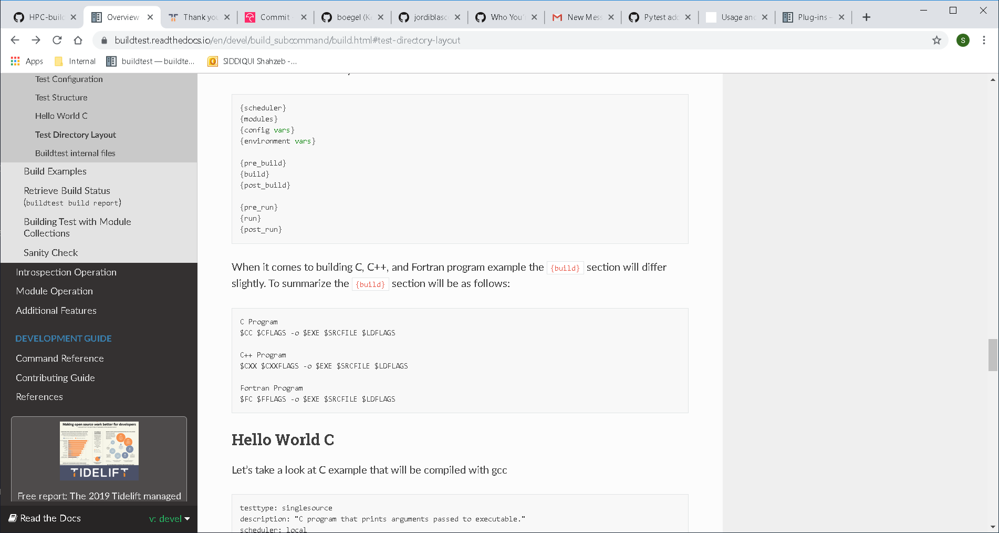 HPC-build
Overview
Thank you
Commit
boegel (Ke
jordiblasc
Who You'r
New Mess
Pytest add
Usage and
Plug-ins –
buildtest.readthedocs.io/en/devel/build_subcommand/build.html#test-directory-layout
S
Apps
Internal
buildtest — buildte...
SIDDIQUI Shahzeb -...
Test Configuration
Test Structure
Hello World C
Test Directory Layout
Buildtest internal files
Build Examples
Retrieve Build Status
(buildtest build report)
Building Test with Module
Collections
Sanity Check
Introspection Operation
Module Operation
Additional Features
DEVELOPMENT GUIDE
Command Reference
Contributing Guide
References
Making open source work better for developers
TIDELIFT
Free report: The 2019 Tidelift managed
Read the Docs
v: devel
{scheduler}
{modules}
{config vars}
{environment vars}
{pre_build}
{build}
{post_build}
{pre_run}
{run}
{post_run}
When it comes to building C, C++, and Fortran program example the {build} section will differ
slightly. To summarize the {build} section will be as follows:
C Program
$CC $CFLAGS -o $EXE $SRCFILE $LDFLAGS
C++ Program
$CXX $CXXFLAGS -o $EXE $SRCFILE $LDFLAGS
Fortran Program
$FC $FFLAGS -o $EXE $SRCFILE $LDFLAGS
Hello World C
Let's take a look at C example that will be compiled with gcc
testtype: singlesource
description: "C program that prints arguments passed to executable."
scheduler: local